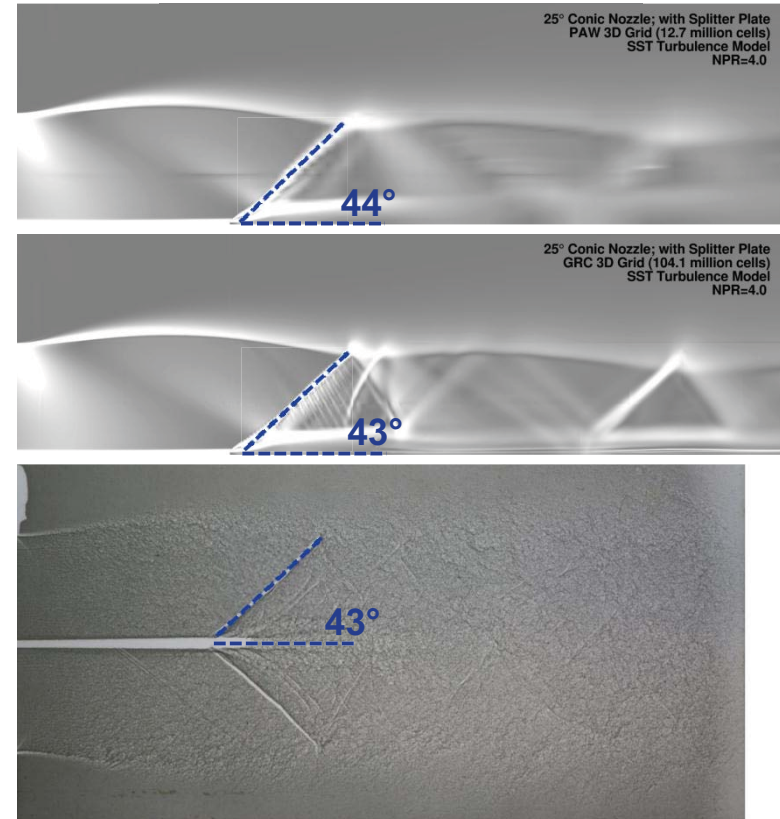 25° Conic Nozzle; with Splitter Plate
PAW 3D Grid (12.7 million cells)
SST Turbulence Model
NPR=4.0
44°
25° Conic Nozzle; with Splitter Plate
GRC 3D Grid (104.1 million cells)
SST Turbulence Model
NPR=4.0
43°
43°